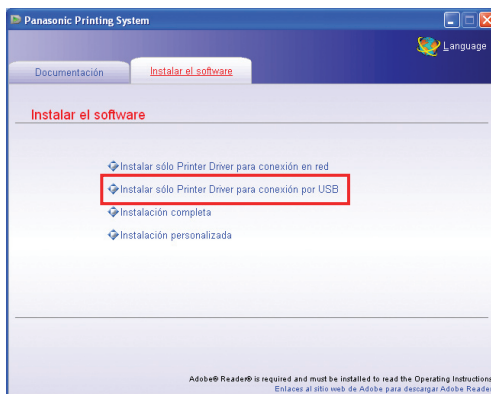 Panasonic Printing System
Language
Documentación
Instalar el software
Instalar el software
Instalar sólo Printer Driver para conexión en red
Instalar sólo Printer Driver para conexión por USB
Instalación completa
Instalación personalizada
Adobe® Reader® is required and must be installed to read the Operating Instructions
Enlaces al sitio web de Adobe para descargar Adobe Reader